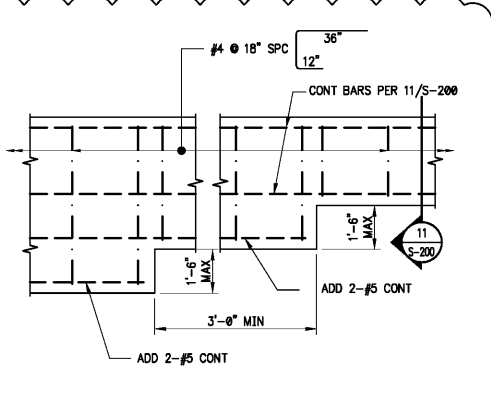 36"
#4 @ 18" SPC
12"
CONT BARS PER 11/S-200
1'-6"
MAX
11
S-200
1'-6"
MAX
ADD 2-#5 CONT
3'-0" MIN
ADD 2-#5 CONT